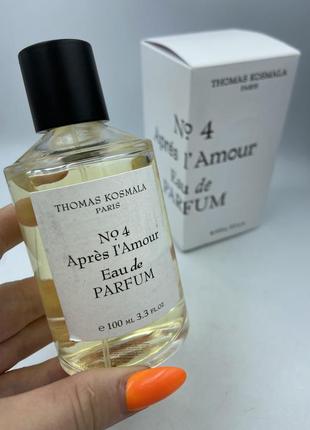 THOMAS KOSMALA
PARIS
Nº 4
Après l'Amour
Eau de
PARFUM
THOMAS KOSMALA
PARIS
Nº 4
Après l'Amour
Eau de
PARFUM
℮ 100 ML 3.3 FL OZ